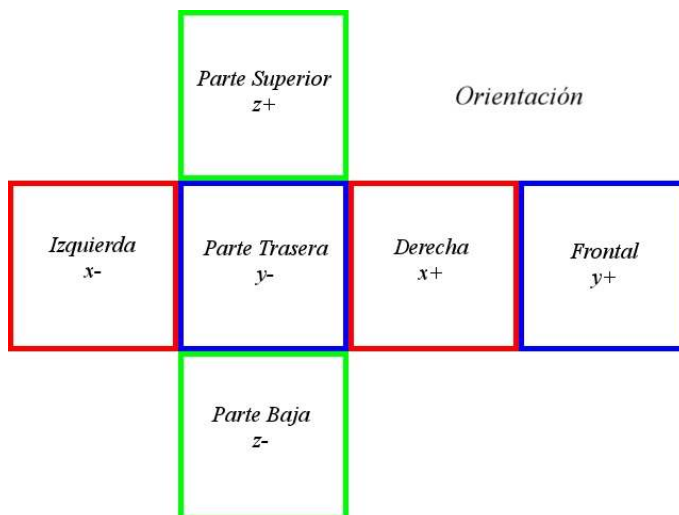 Parte Superior
z+
Orientación
Izquierda
x-
Parte Trasera
y-
Derecha
x+
Frontal
y+
Parte Baja
z-